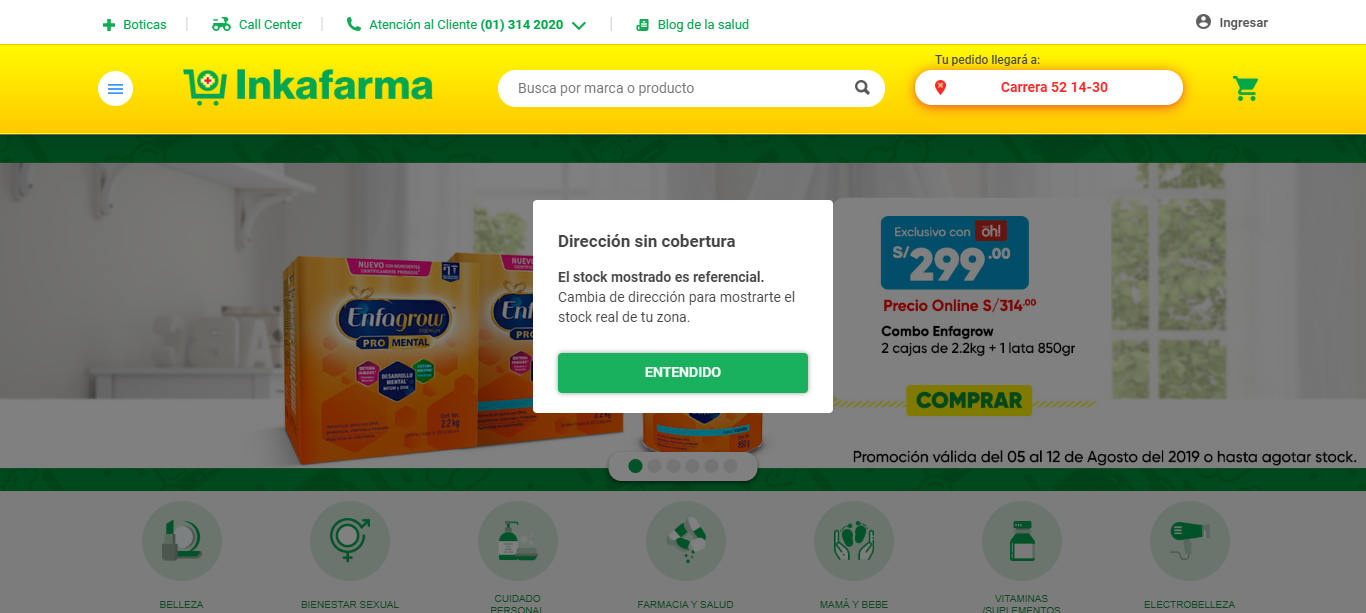 Boticas
Call Center
Atención al Cliente (01) 314 2020
Blog de la salud
Ingresar
Inkafarma
Busca por marca o producto
Tu pedido llegará a:
Carrera 52 14-30
Dirección sin cobertura
El stock mostrado es referencial.
Cambia de dirección para mostrarte el
stock real de tu zona.
ENTENDIDO
Exclusivo con öh!
S/299.00
Precio Online S/314.00
Combo Enfagrow
2 cajas de 2.2kg + 1 lata 850gr
COMPRAR
Promoción válida del 05 al 12 de Agosto del 2019 o hasta agotar stock.
NUEVO
Enfagrow
PREMIUM
PRO MENTAL
DESARROLLO
MENTAL
2.2kg
BELLEZA
BIENESTAR SEXUAL
CUIDADO
PERSONAL
FARMACIA Y SALUD
MAMÁ Y BEBE
VITAMINAS
/SUPLEMENTOS
ELECTROBELLEZA